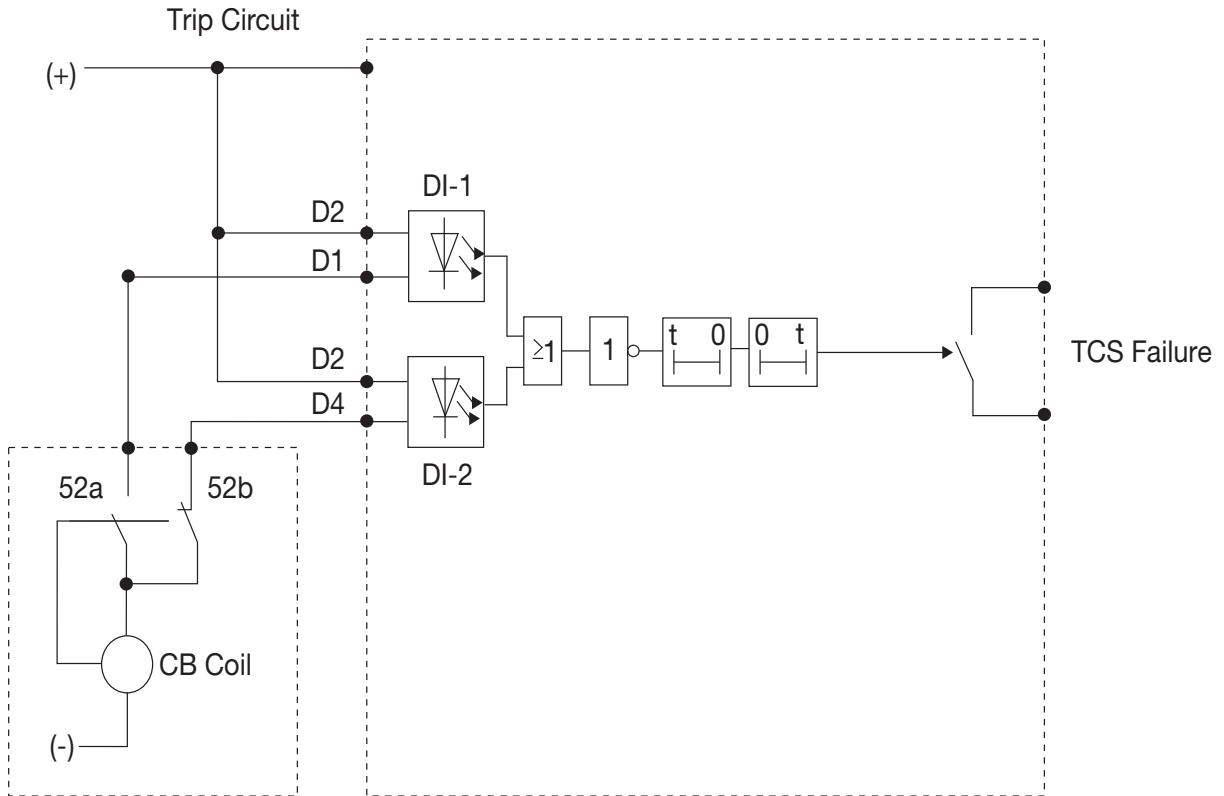 Trip Circuit
(+)
DI-1
D2
D1
D2
D4
DI-2
≥1
1
t 0
0 t
TCS Failure
52a
52b
CB Coil
(-)